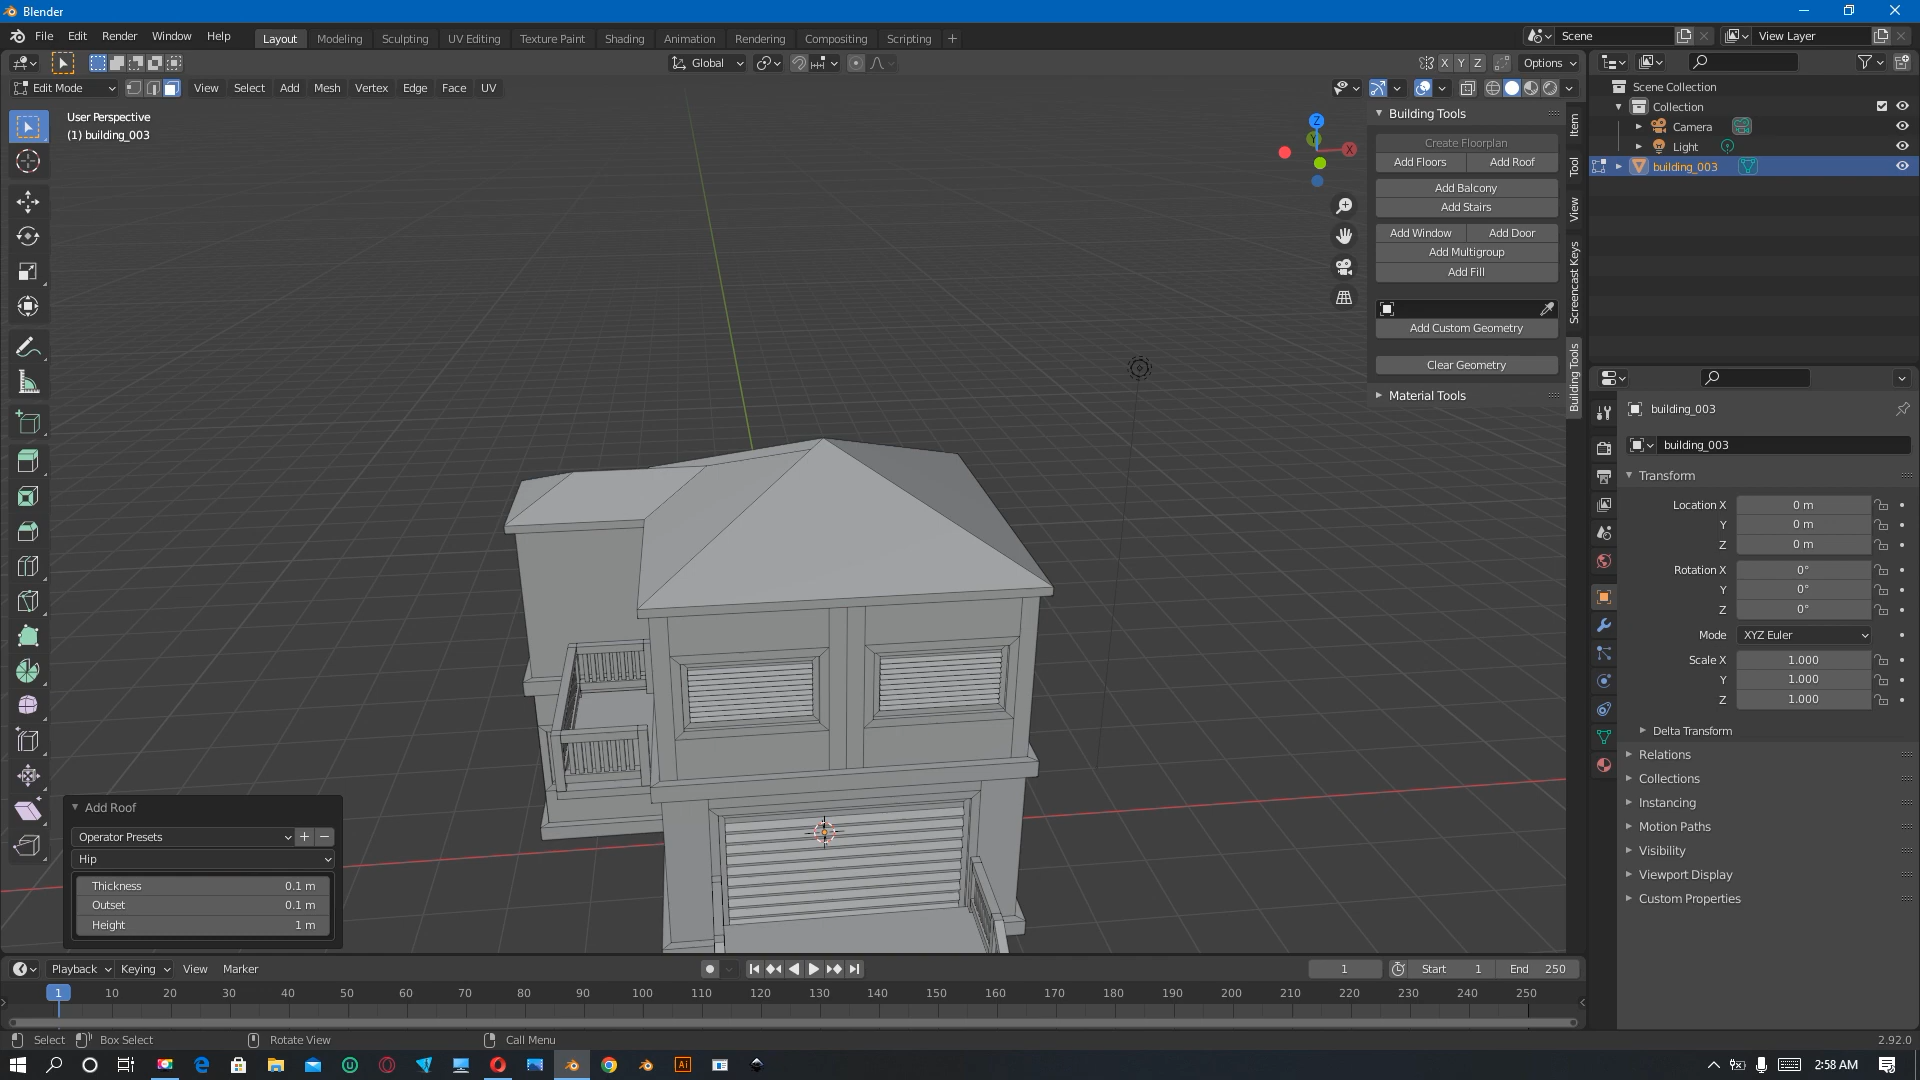 Blender
File Edit Render Window Help
Layout Modeling Sculpting UV Editing Texture Paint Shading Animation Rendering Compositing Scripting +
Scene
View Layer
Global
X Y Z
Options
Edit Mode
View Select Add Mesh Vertex Edge Face UV
User Perspective
(1) building_003
Z
Y
X
Building Tools
Create Floorplan
Add Floors Add Roof
Add Balcony
Add Stairs
Add Window Add Door
Add Multigroup
Add Fill
Add Custom Geometry
Clear Geometry
Material Tools
Item
Tool
View
Screencast Keys
Building Tools
Scene Collection
Collection
Camera
Light
building_003
building_003
building_003
Transform
Location X 0 m
Y 0 m
Z 0 m
Rotation X 0°
Y 0°
Z 0°
Mode XYZ Euler
Scale X 1.000
Y 1.000
Z 1.000
Delta Transform
Relations
Collections
Instancing
Motion Paths
Visibility
Viewport Display
Custom Properties
Add Roof
Operator Presets + −
Hip
Thickness 0.1 m
Outset 0.1 m
Height 1 m
Playback Keying View Marker
1
Start 1
End 250
1 10 20 30 40 50 60 70 80 90 100 110 120 130 140 150 160 170 180 190 200 210 220 230 240 250
Select Box Select Rotate View Call Menu
2.92.0
Ai
2:58 AM